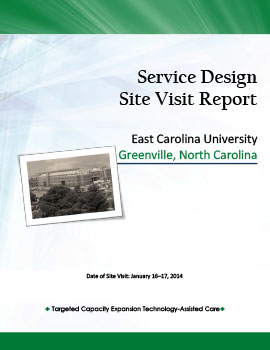 Service Design
Site Visit Report
East Carolina University
Greenville, North Carolina
Date of Site Visit: January 16–17, 2014
Targeted Capacity Expansion Technology-Assisted Care